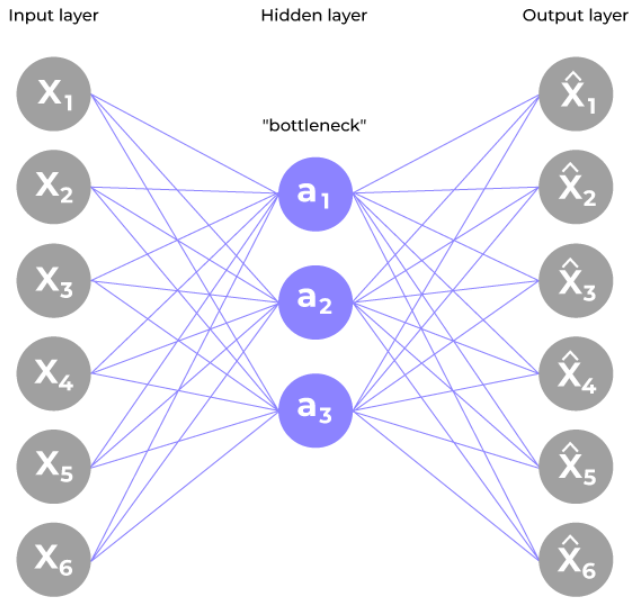 Input layer Hidden layer Output layer
"bottleneck"
X₁ X̂₁
X₂ a₁ X̂₂
X₃ a₂ X̂₃
X₄ a₃ X̂₄
X₅ X̂₅
X₆ X̂₆